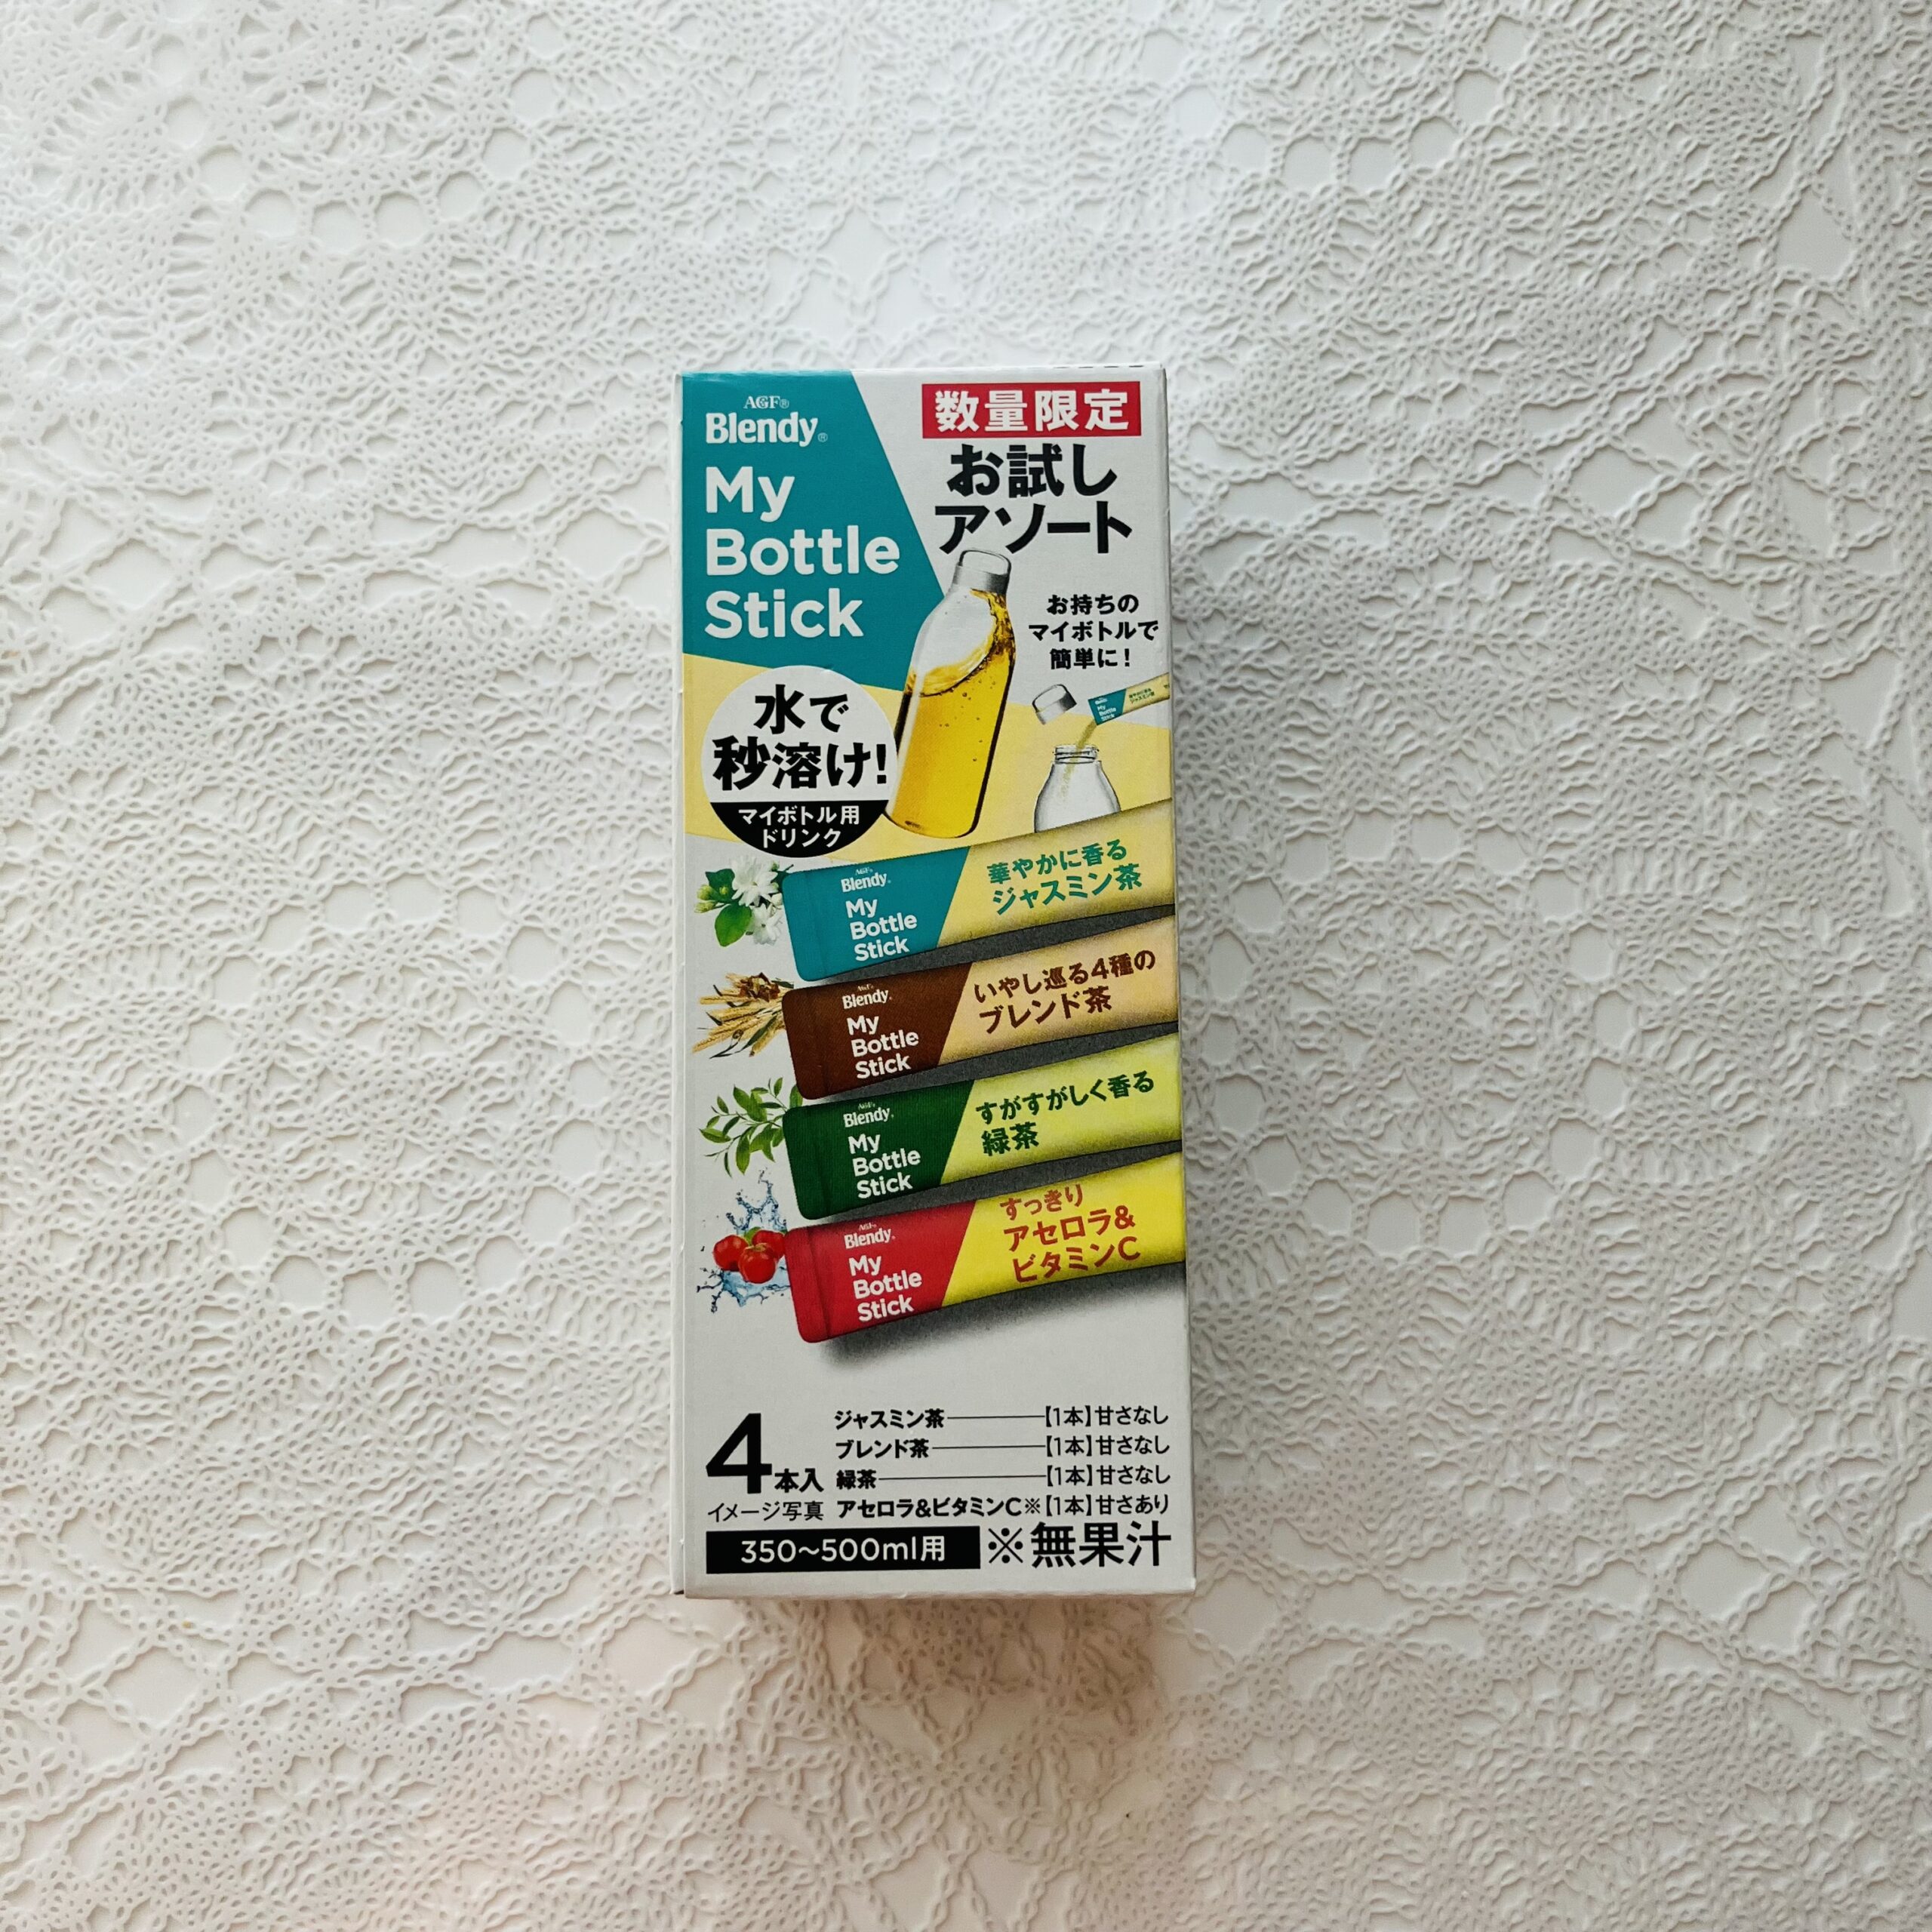 AGF®
Blendy®
My
Bottle
Stick
数量限定
お試し
アソート
お持ちの
マイボトルで
簡単に!
水で
秒溶け!
マイボトル用
ドリンク
Blendy
My
Bottle
Stick
華やかに香る
ジャスミン茶
Blendy
My
Bottle
Stick
いやし巡る4種の
ブレンド茶
Blendy
My
Bottle
Stick
すがすがしく香る
緑茶
Blendy
My
Bottle
Stick
すっきり
アセロラ&
ビタミンC
4本入
イメージ写真
ジャスミン茶【1本】甘さなし
ブレンド茶【1本】甘さなし
緑茶【1本】甘さなし
アセロラ&ビタミンC※【1本】甘さあり
350~500ml用
※無果汁